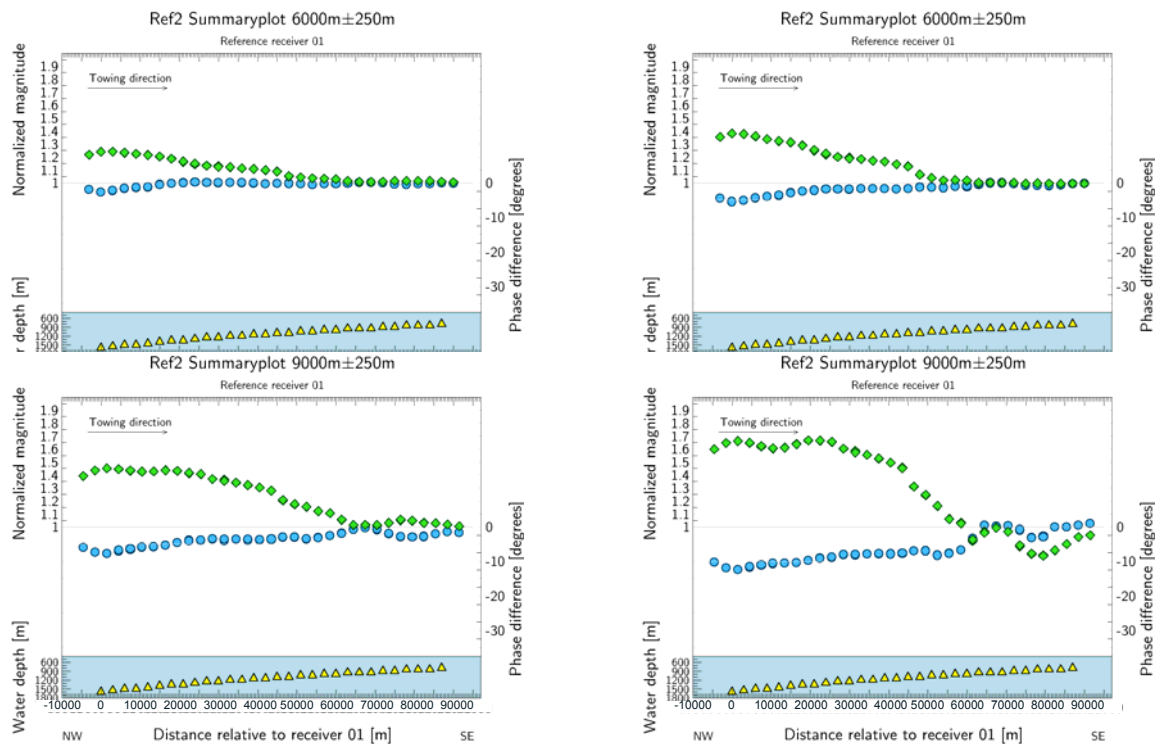 Ref2 Summaryplot 6000m±250m
Reference receiver 01
Normalized magnitude
1.9
1.8
1.7
1.6
1.5
1.4
1.3
1.2
1.1
1
Towing direction
0
-10
-20
-30
Phase difference [degrees]
r depth [m]
600
900
1200
1500
Ref2 Summaryplot 6000m±250m
Reference receiver 01
Normalized magnitude
1.9
1.8
1.7
1.6
1.5
1.4
1.3
1.2
1.1
1
Towing direction
0
-10
-20
-30
Phase difference [degrees]
r depth [m]
600
900
1200
1500
Ref2 Summaryplot 9000m±250m
Reference receiver 01
Normalized magnitude
1.9
1.8
1.7
1.6
1.5
1.4
1.3
1.2
1.1
1
Towing direction
0
-10
-20
-30
Phase difference [degrees]
Water depth [m]
600
900
1200
1500
1800
-10000 0 10000 20000 30000 40000 50000 60000 70000 80000 90000
NW Distance relative to receiver 01 [m] SE
Ref2 Summaryplot 9000m±250m
Reference receiver 01
Normalized magnitude
1.9
1.8
1.7
1.6
1.5
1.4
1.3
1.2
1.1
1
Towing direction
0
-10
-20
-30
Phase difference [degrees]
Water depth [m]
600
900
1200
1500
1800
-10000 0 10000 20000 30000 40000 50000 60000 70000 80000 90000
NW Distance relative to receiver 01 [m] SE